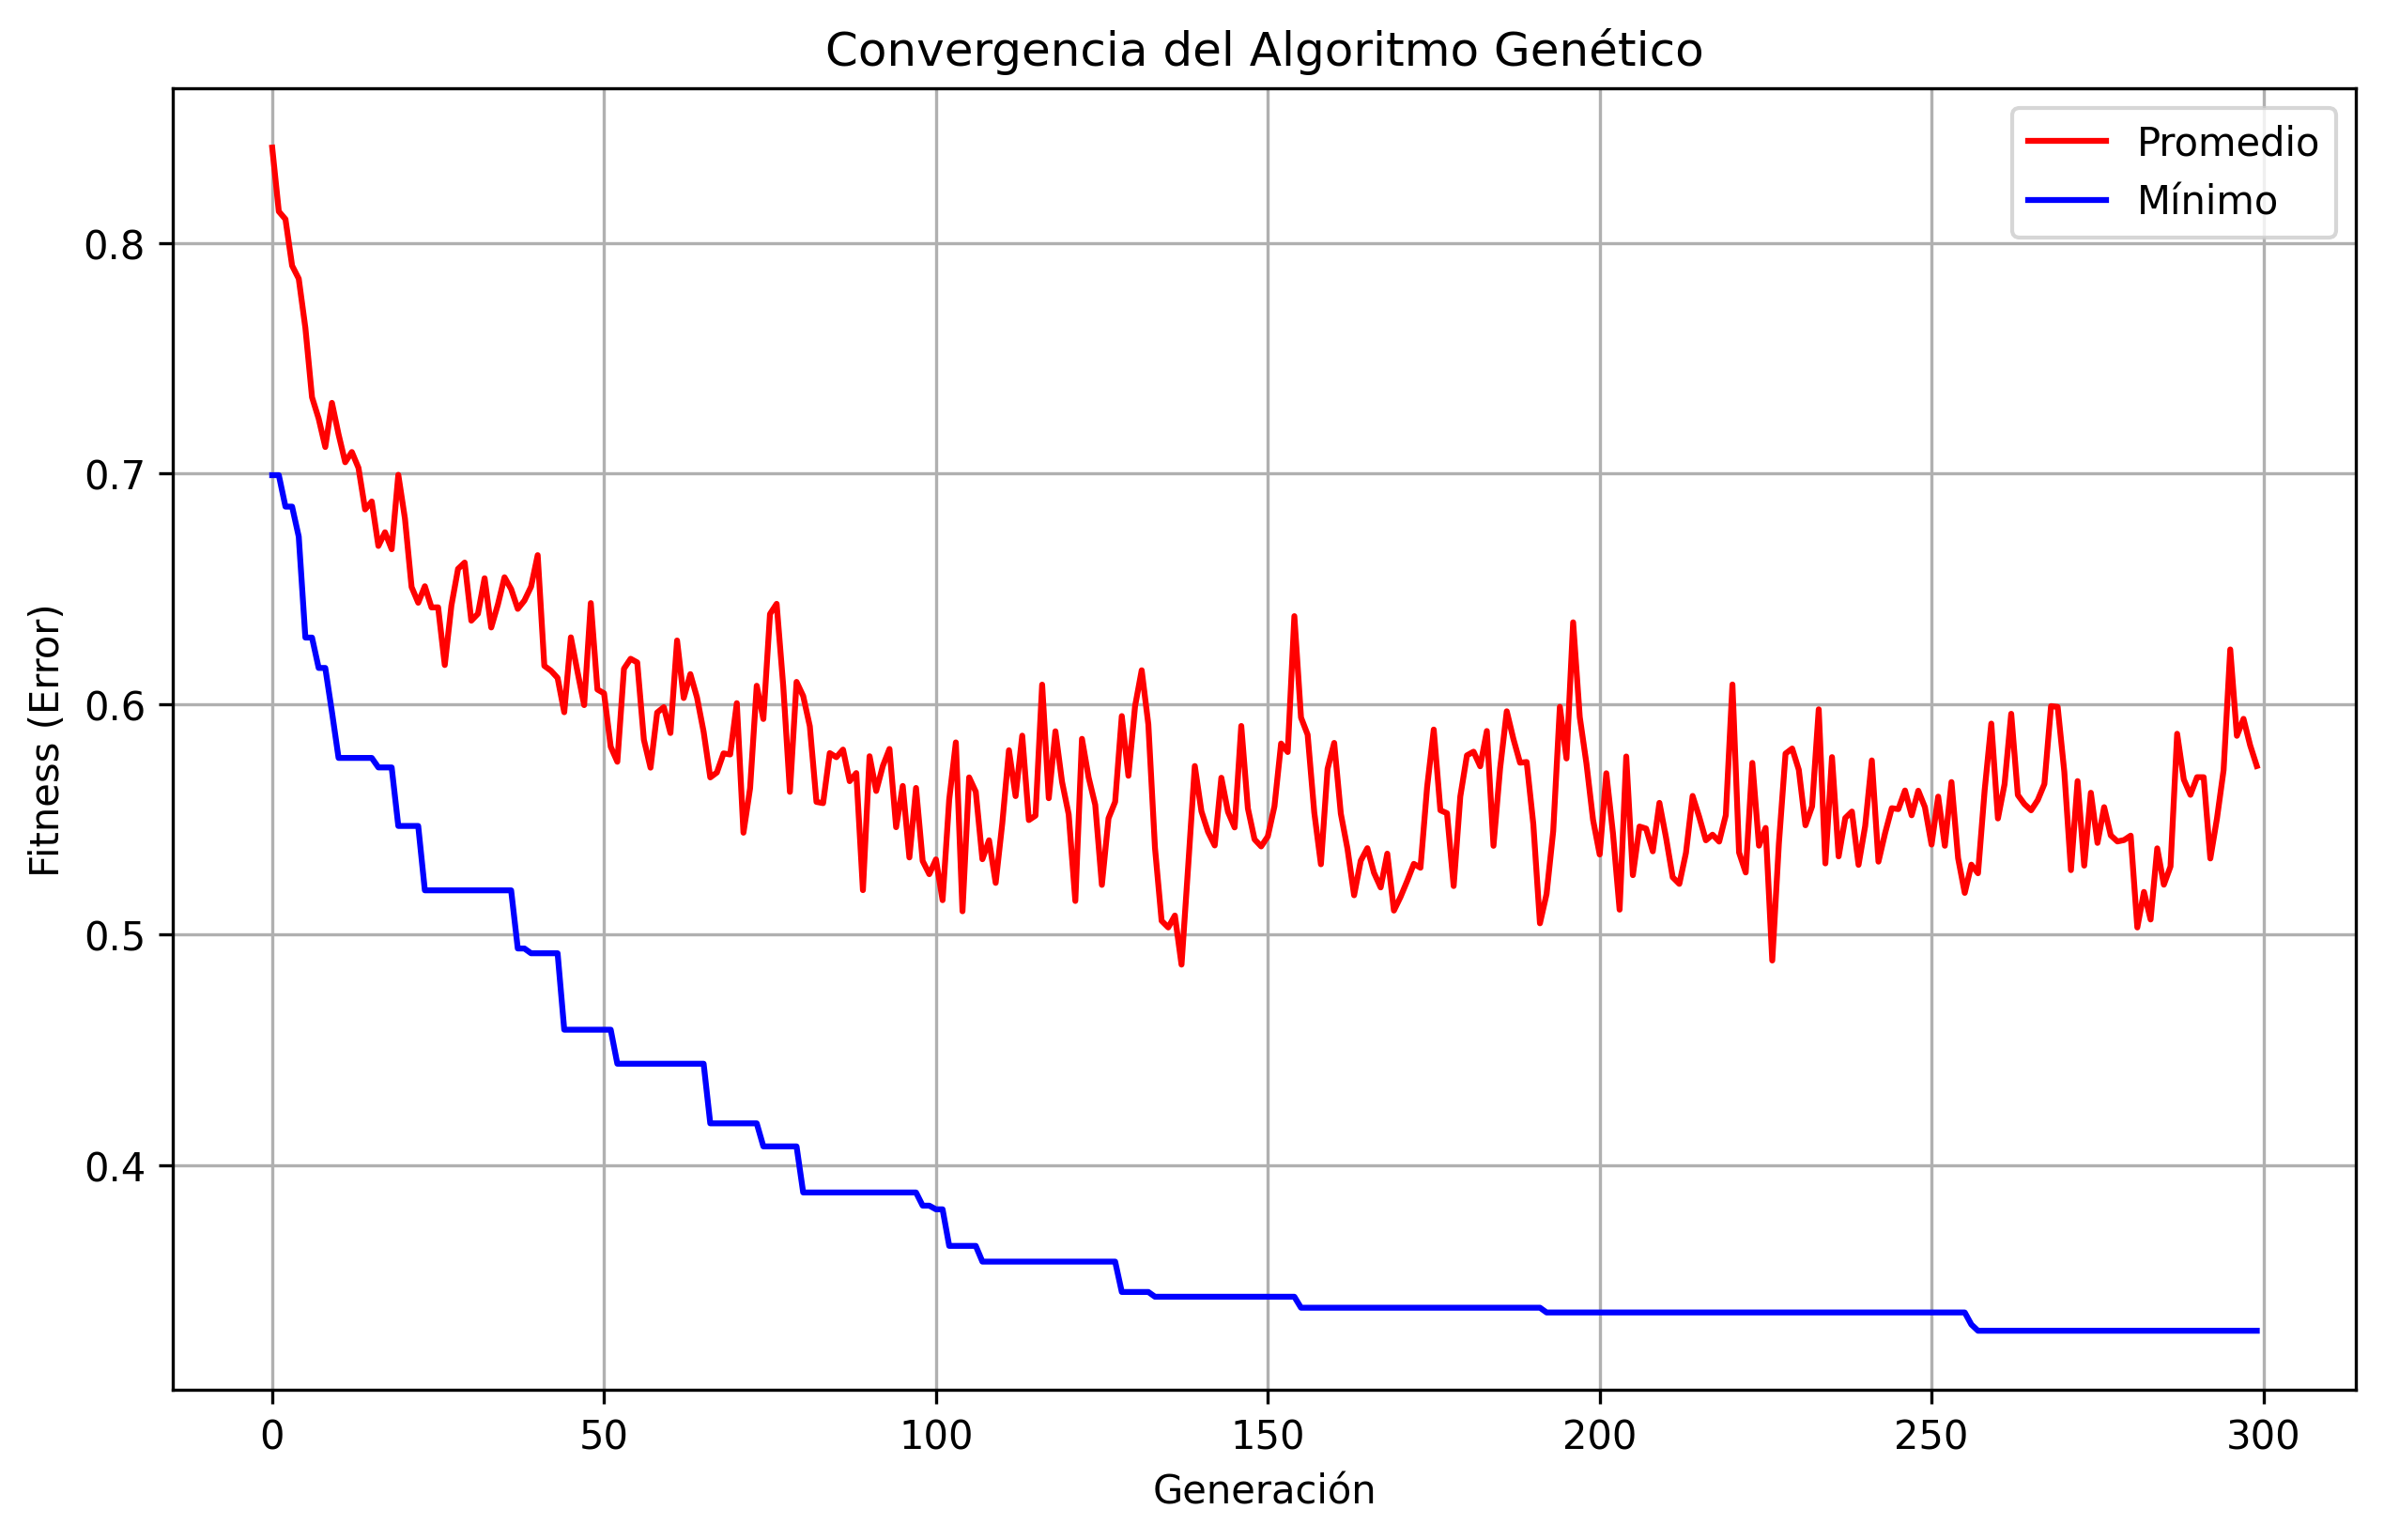 Convergencia del Algoritmo Genético
Promedio
Mínimo
Fitness (Error)
0.8
0.7
0.6
0.5
0.4
0
50
100
150
200
250
300
Generación